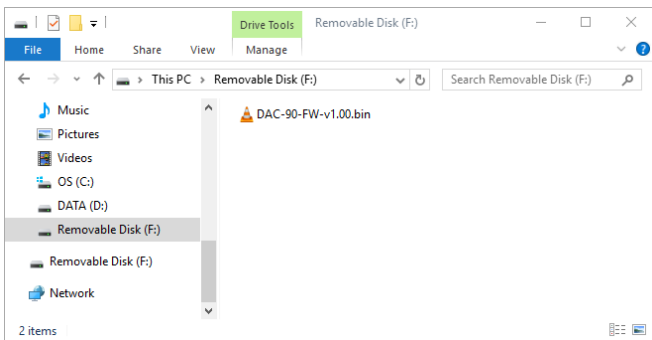 Drive Tools Removable Disk (F:)
File Home Share View Manage
This PC > Removable Disk (F:) Search Removable Disk (F:)
Music DAC-90-FW-v1.00.bin
Pictures
Videos
OS (C:)
DATA (D:)
Removable Disk (F:)
Removable Disk (F:)
Network
2 items